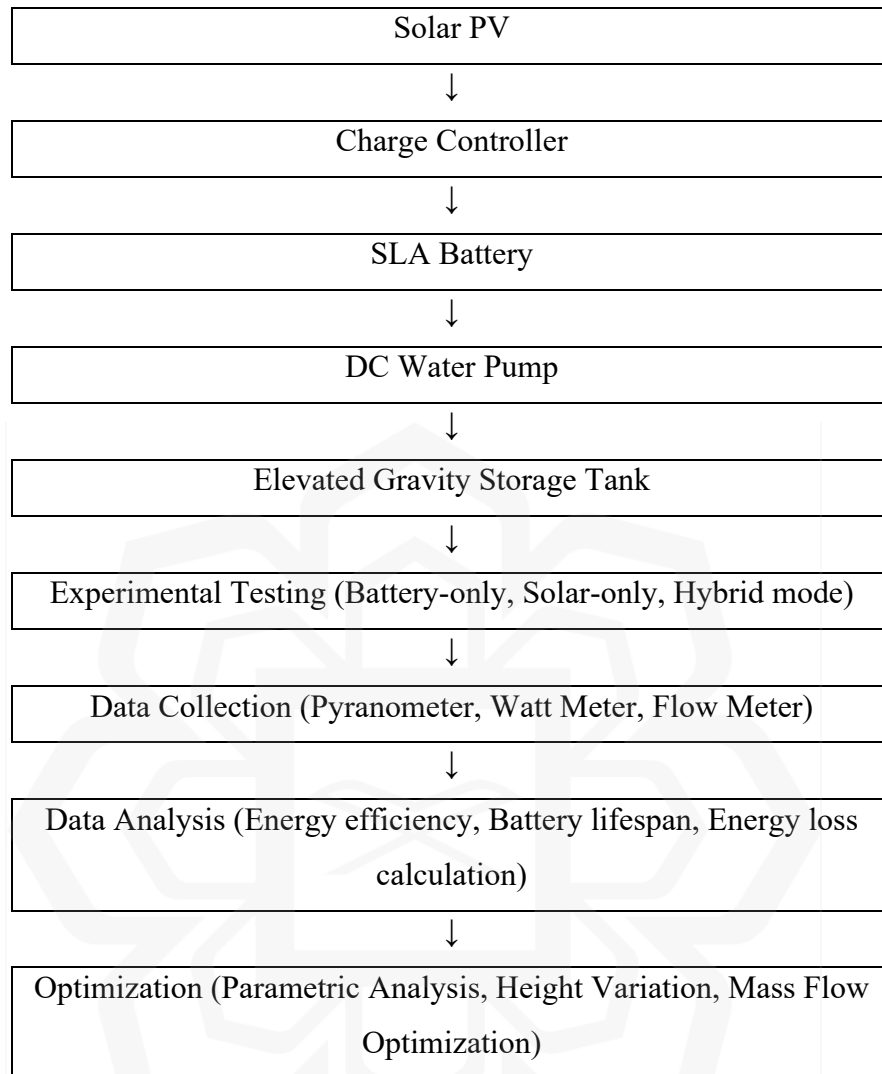 Solar PV
↓
Charge Controller
↓
SLA Battery
↓
DC Water Pump
↓
Elevated Gravity Storage Tank
↓
Experimental Testing (Battery-only, Solar-only, Hybrid mode)
↓
Data Collection (Pyranometer, Watt Meter, Flow Meter)
↓
Data Analysis (Energy efficiency, Battery lifespan, Energy loss
calculation)
↓
Optimization (Parametric Analysis, Height Variation, Mass Flow
Optimization)